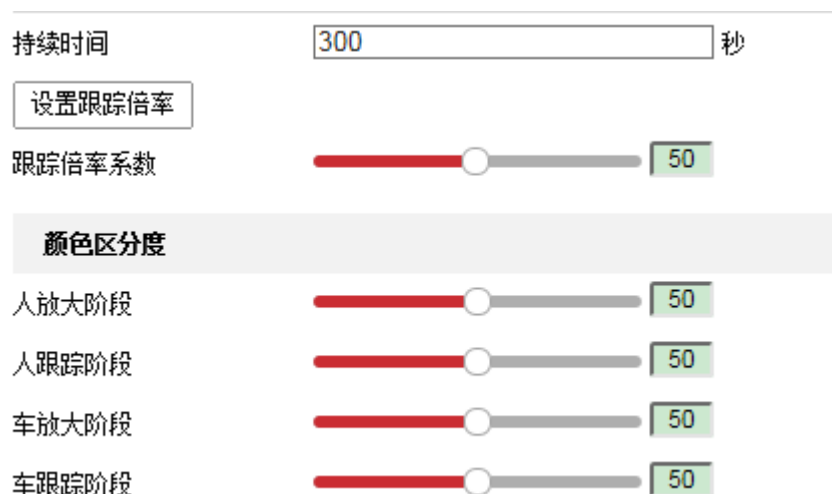 持续时间 300 秒
设置跟踪倍率
跟踪倍率系数 50
颜色区分度
人放大阶段 50
人跟踪阶段 50
车放大阶段 50
车跟踪阶段 50